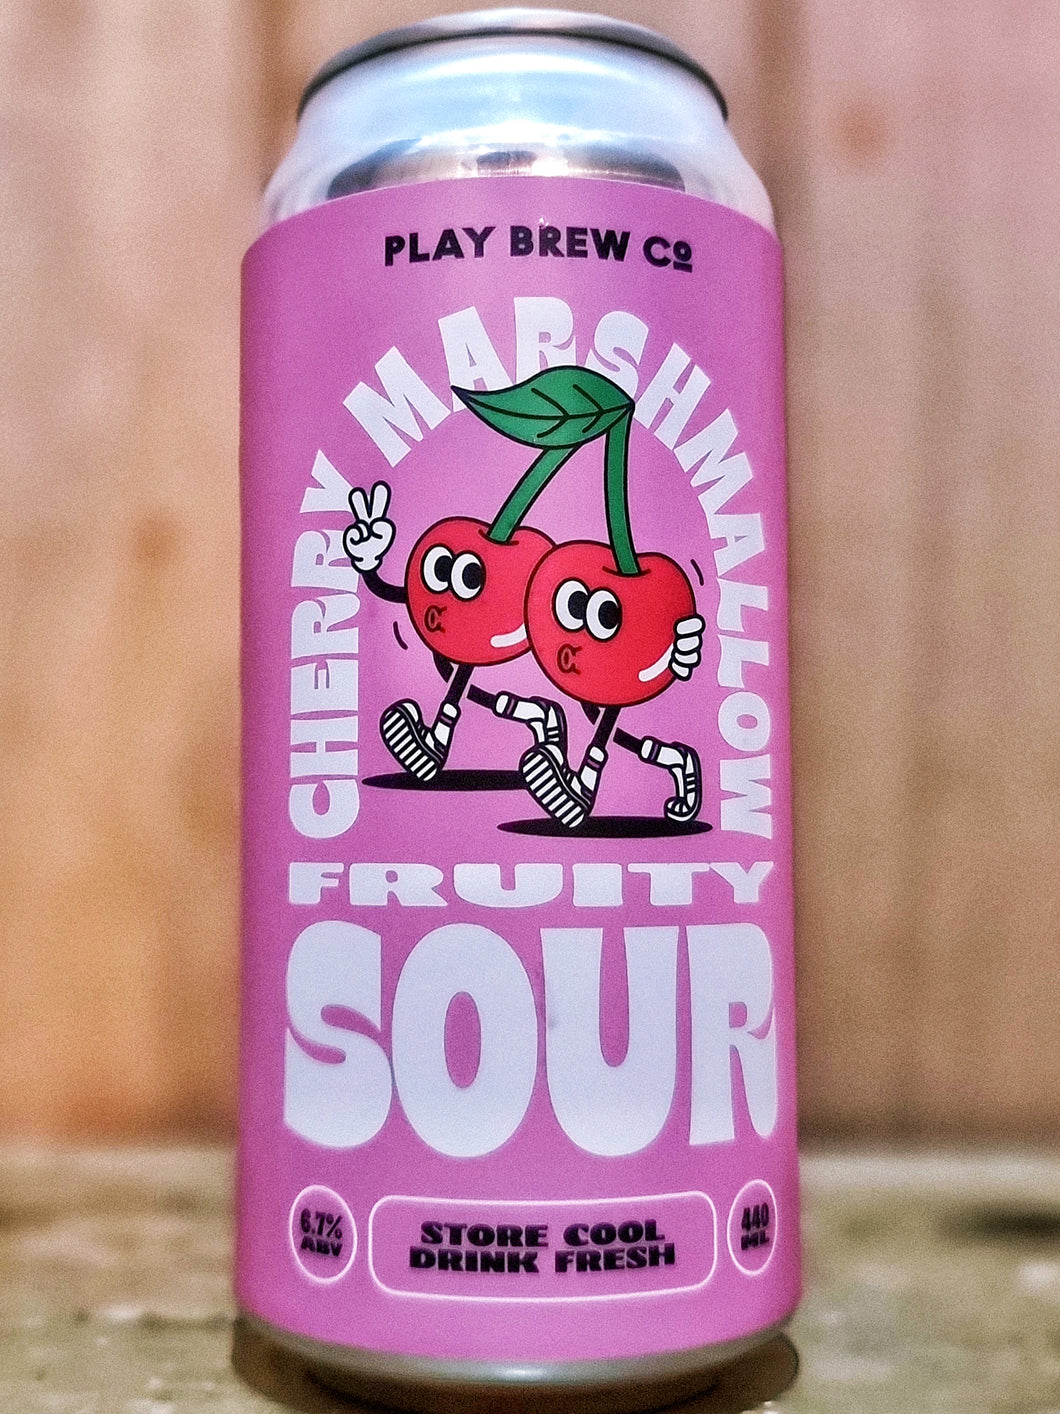 PLAY BREW Co
CHERRY MARSHMALLOW
FRUITY
SOUR
6.7%
ABV
STORE COOL
DRINK FRESH
440
ML